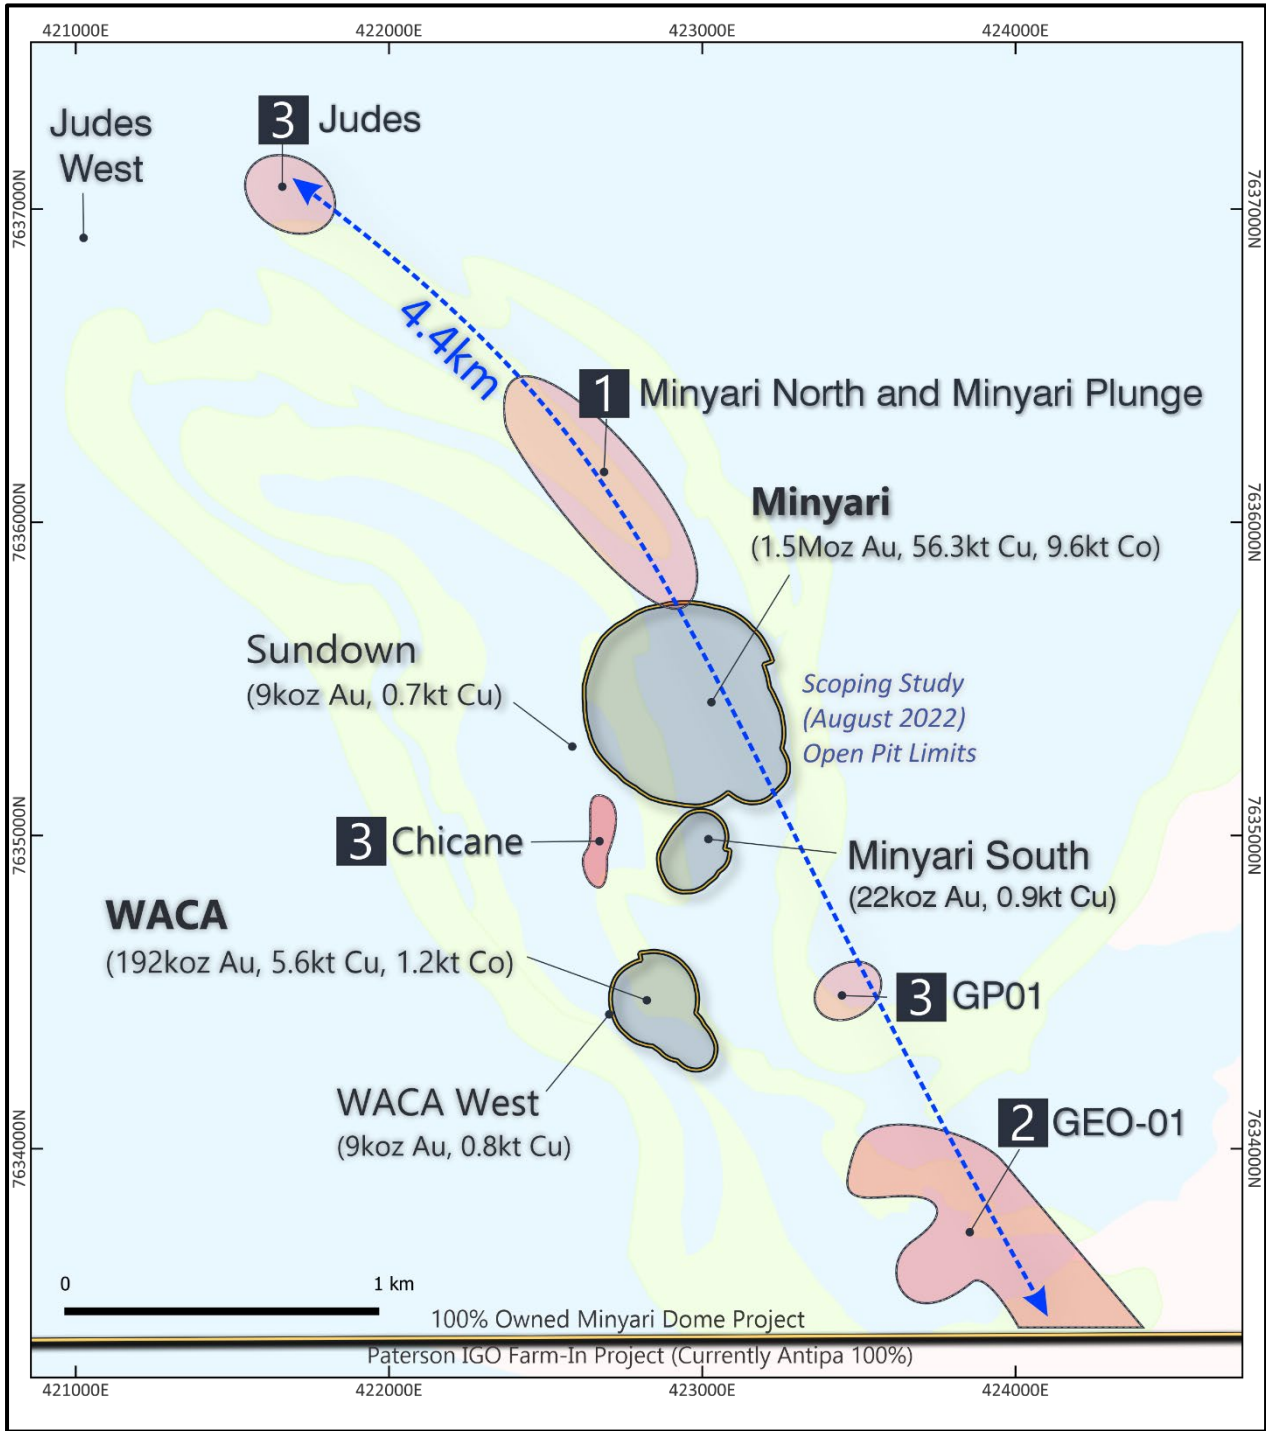 421000E
422000E
423000E
424000E
Judes
West
3 Judes
7637000N
7637000N
4.4km
1 Minyari North and Minyari Plunge
Minyari
(1.5Moz Au, 56.3kt Cu, 9.6kt Co)
7636000N
7636000N
Sundown
(9koz Au, 0.7kt Cu)
Scoping Study
(August 2022)
Open Pit Limits
7635000N
7635000N
3 Chicane
Minyari South
(22koz Au, 0.9kt Cu)
WACA
(192koz Au, 5.6kt Cu, 1.2kt Co)
3 GP01
WACA West
(9koz Au, 0.8kt Cu)
2 GEO-01
7634000N
7634000N
0
1 km
100% Owned Minyari Dome Project
Paterson IGO Farm-In Project (Currently Antipa 100%)
421000E
422000E
423000E
424000E